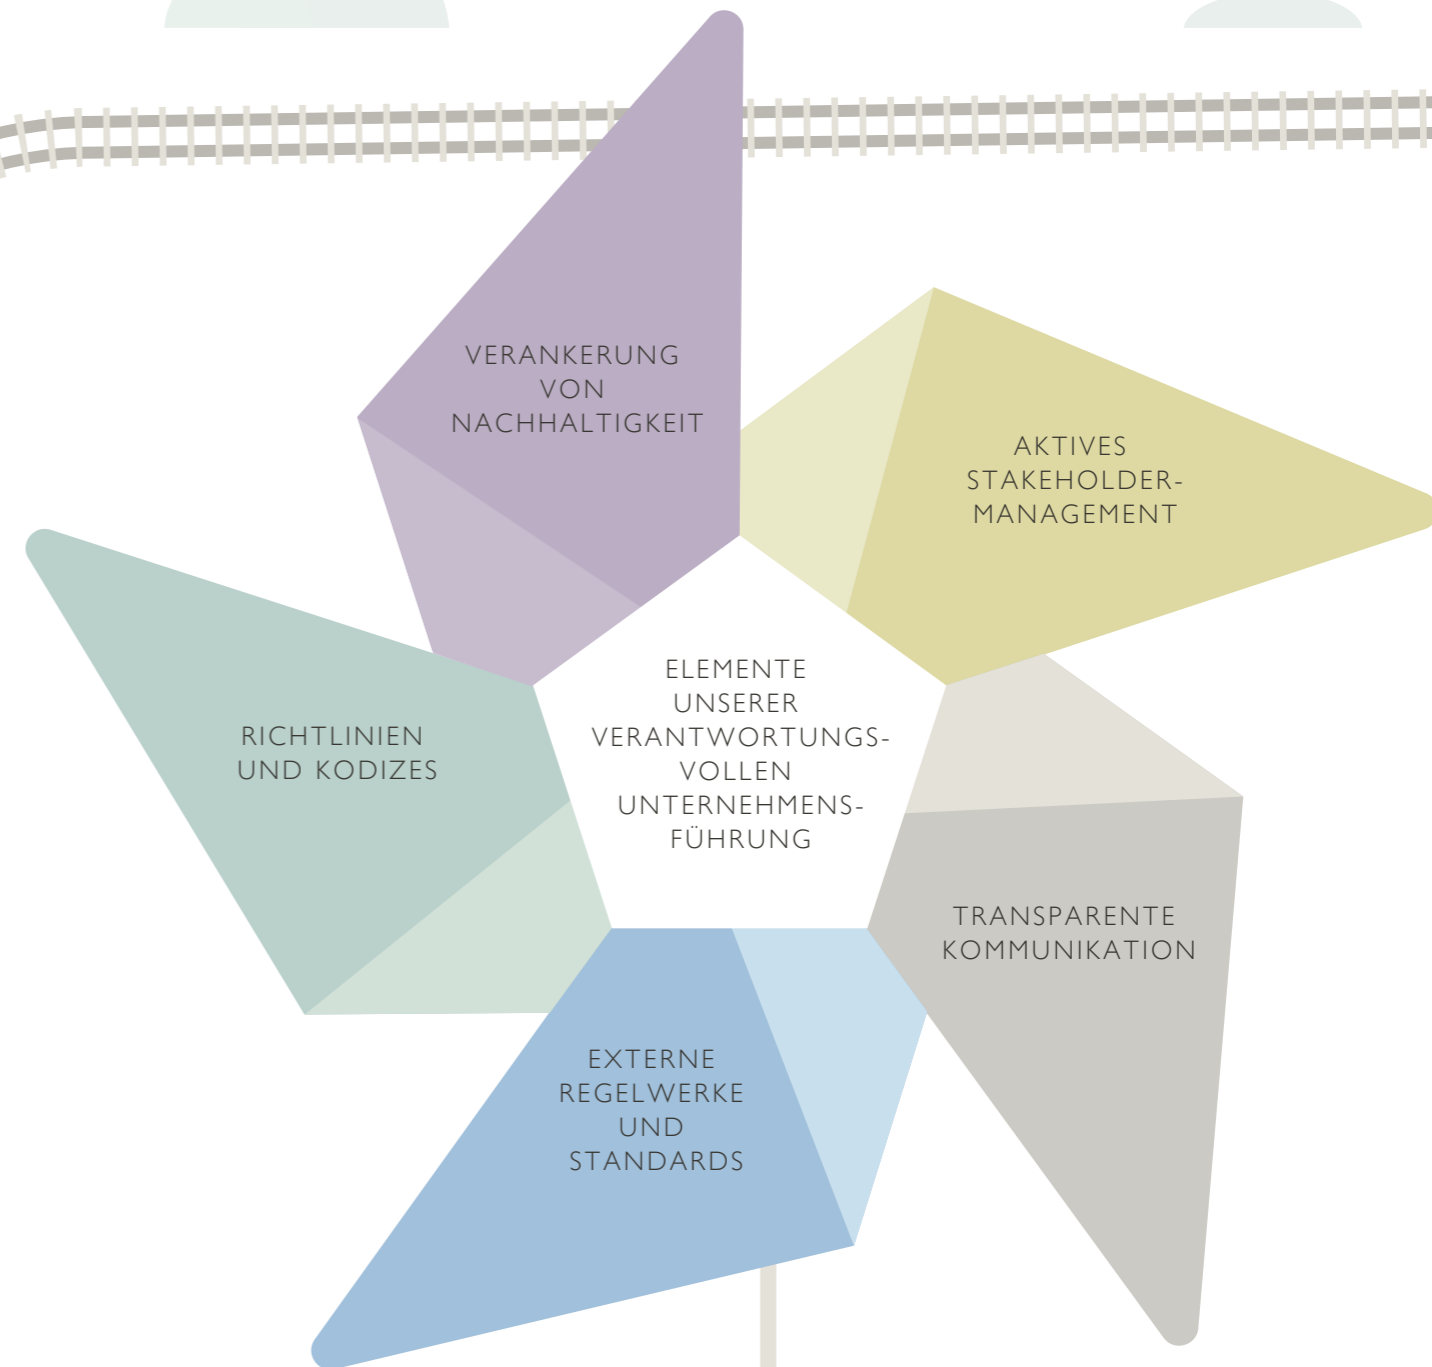 VERANKERUNG
VON
NACHHALTIGKEIT
AKTIVES
STAKEHOLDER-
MANAGEMENT
ELEMENTE
UNSERER
VERANTWORTUNGS-
VOLLEN
UNTERNEHMENS-
FÜHRUNG
RICHTLINIEN
UND KODIZES
TRANSPARENTE
KOMMUNIKATION
EXTERNE
REGELWERKE
UND
STANDARDS